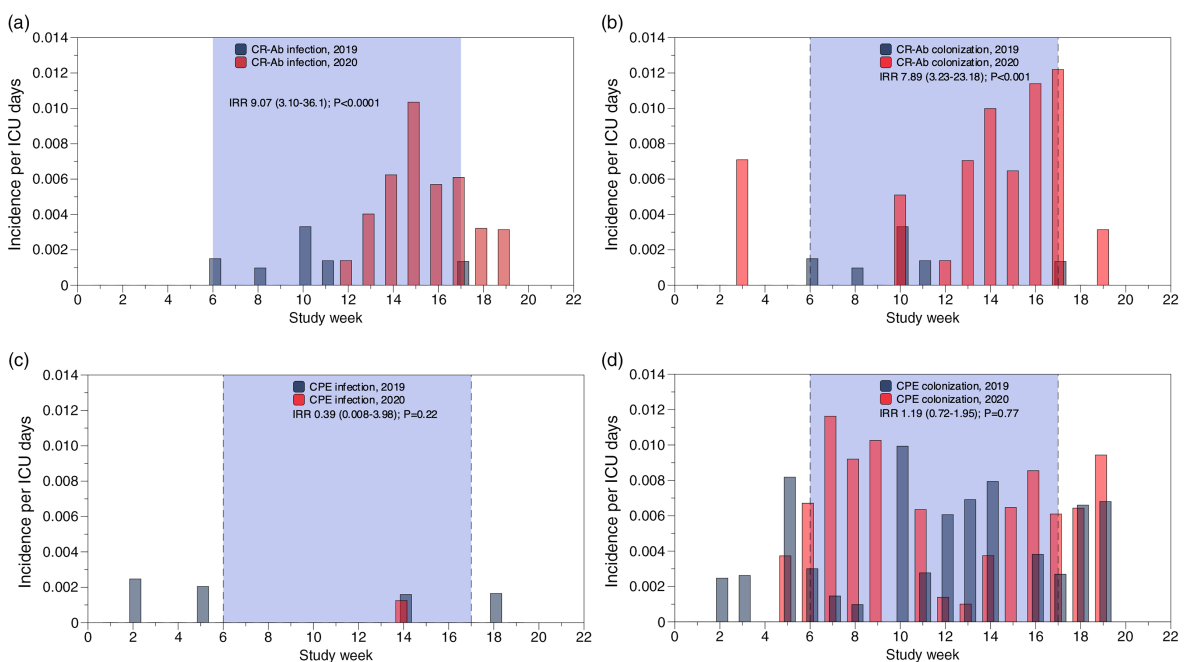 (a)
CR-Ab infection, 2019
CR-Ab infection, 2020
IRR 9.07 (3.10-36.1); P<0.0001
Incidence per ICU days
0.014
0.012
0.010
0.008
0.006
0.004
0.002
0
0 2 4 6 8 10 12 14 16 18 20 22
Study week
(b)
CR-Ab colonization, 2019
CR-Ab colonization, 2020
IRR 7.89 (3.23-23.18); P<0.001
Incidence per ICU days
0.014
0.012
0.010
0.008
0.006
0.004
0.002
0
0 2 4 6 8 10 12 14 16 18 20 22
Study week
(c)
CPE infection, 2019
CPE infection, 2020
IRR 0.39 (0.008-3.98); P=0.22
Incidence per ICU days
0.014
0.012
0.010
0.008
0.006
0.004
0.002
0
0 2 4 6 8 10 12 14 16 18 20 22
Study week
(d)
CPE colonization, 2019
CPE colonization, 2020
IRR 1.19 (0.72-1.95); P=0.77
Incidence per ICU days
0.014
0.012
0.010
0.008
0.006
0.004
0.002
0
0 2 4 6 8 10 12 14 16 18 20 22
Study week